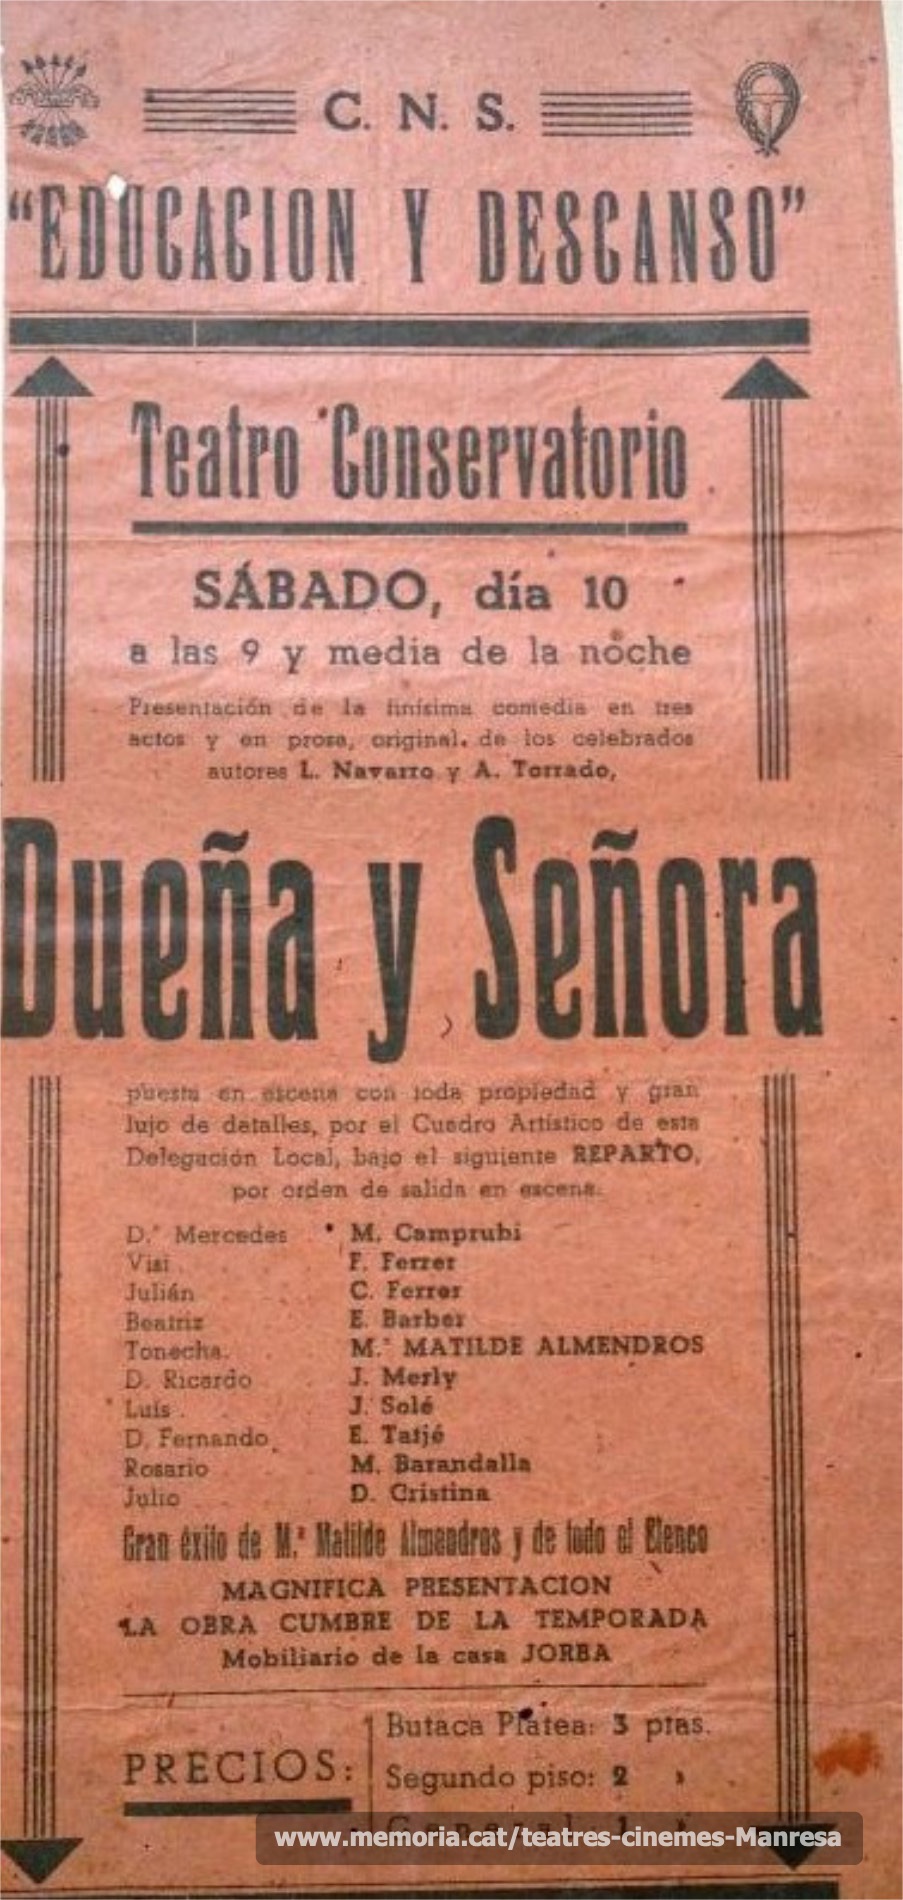 C. N. S.
“EDUCACION Y DESCANSO”
Teatro Conservatorio
SÁBADO, día 10
a las 9 y media de la noche
Presentación de la finísima comedia en tres
actos y en prosa, original de los celebrados
autores L. Navarro y A. Torrado,
Dueña y Señora
puesta en escena con toda propiedad y gran
lujo de detalles, por el Cuadro Artístico de esta
Delegación Local, bajo el siguiente REPARTO,
por orden de salida en escena.
D.ª Mercedes M. Camprubi
Visi F. Ferrer
Julián C. Ferrer
Beatriz E. Barber
Tonecha M.ª MATILDE ALMENDROS
D. Ricardo J. Merly
Luis J. Solé
D. Fernando E. Tatjé
Rosario M. Barandalla
Julio D. Cristina
Gran éxito de M.ª Matilde Almendros y de todo el Elenco
MAGNIFICA PRESENTACION
LA OBRA CUMBRE DE LA TEMPORADA
Mobiliario de la casa JORBA
PRECIOS:
Butaca Platea: 3 ptas.
Segundo piso: 2 »
General 1 »
www.memoria.cat/teatres-cinemes-Manresa